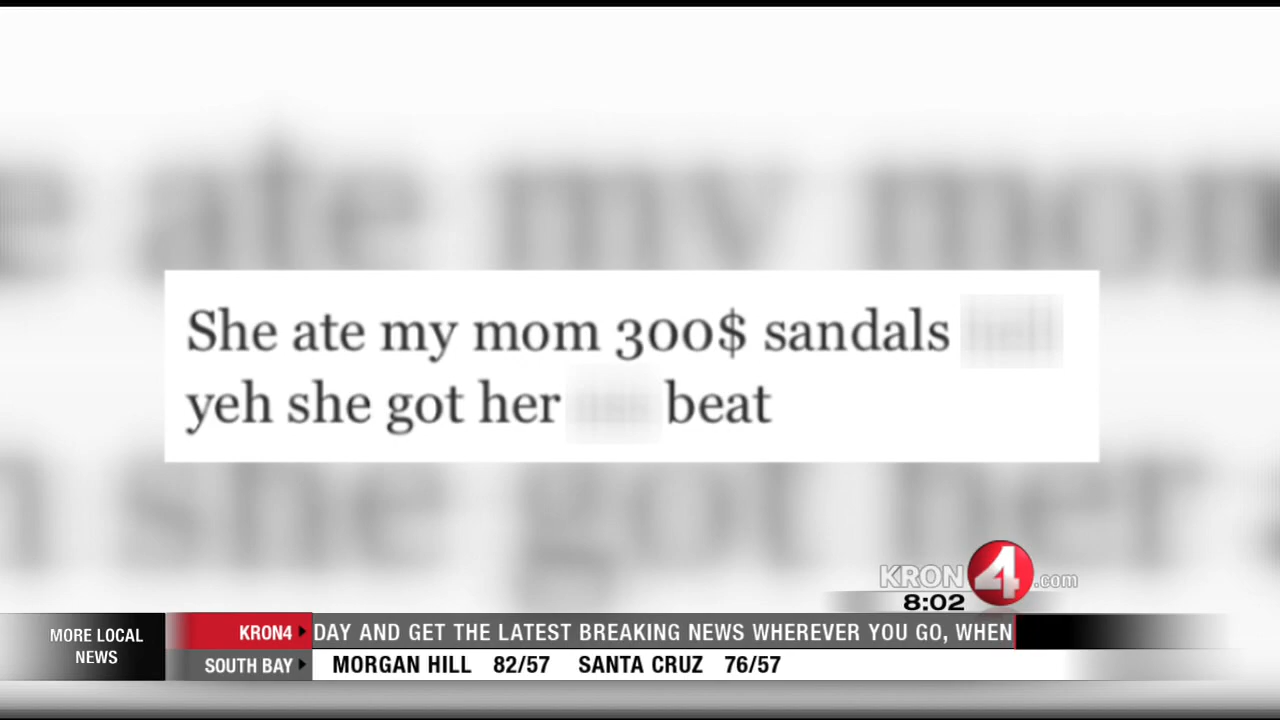 She ate my mom 300$ sandals
yeh she got her beat
KRON 4 .com
8:02
MORE LOCAL NEWS
KRON4 DAY AND GET THE LATEST BREAKING NEWS WHEREVER YOU GO, WHEN
SOUTH BAY MORGAN HILL 82/57 SANTA CRUZ 76/57